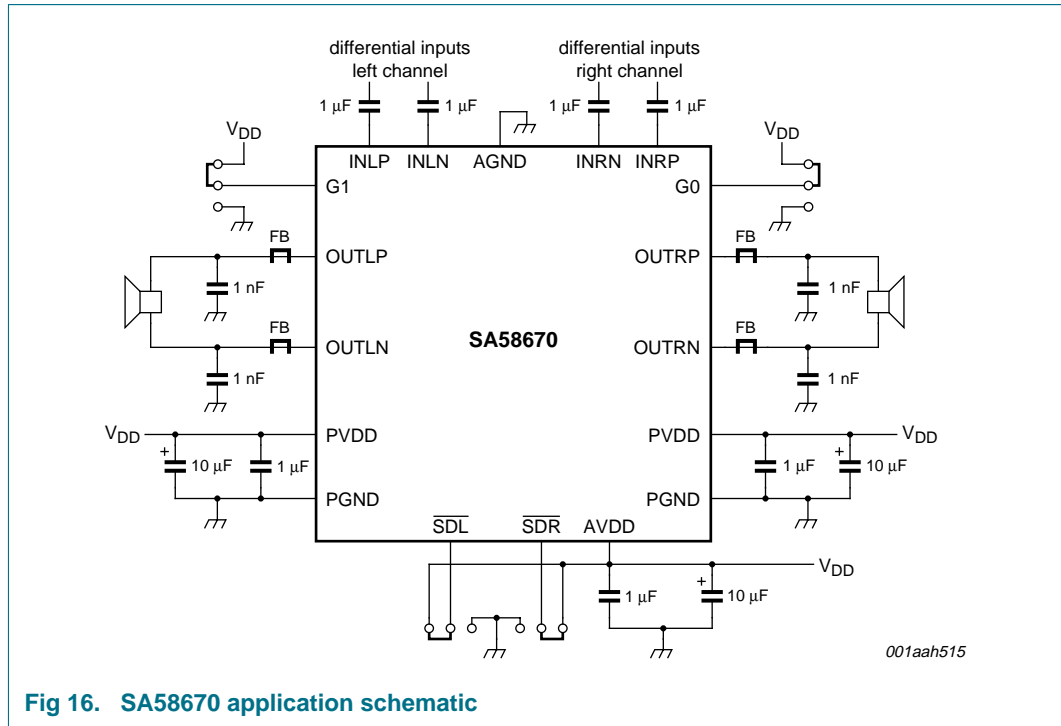 differential inputs differential inputs
left channel right channel
1 μF 1 μF 1 μF 1 μF
VDD VDD
INLP INLN AGND INRN INRP
G1 G0
FB FB
OUTLP OUTRP
1 nF 1 nF
FB SA58670 FB
OUTLN OUTRN
1 nF 1 nF
VDD PVDD PVDD VDD
+ 10 μF 1 μF 1 μF + 10 μF
PGND PGND
SDL SDR AVDD
VDD
1 μF + 10 μF
001aah515
Fig 16. SA58670 application schematic